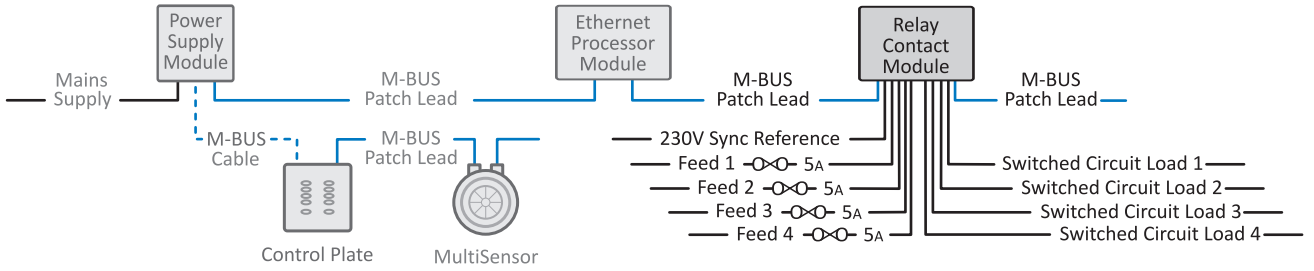 Power
Supply
Module
Ethernet
Processor
Module
Relay
Contact
Module
Mains
Supply
M-BUS
Patch Lead
M-BUS
Patch Lead
M-BUS
Patch Lead
M-BUS
Cable
M-BUS
Patch Lead
230V Sync Reference
Feed 1 5A
Feed 2 5A
Feed 3 5A
Feed 4 5A
Switched Circuit Load 1
Switched Circuit Load 2
Switched Circuit Load 3
Switched Circuit Load 4
Control Plate
MultiSensor